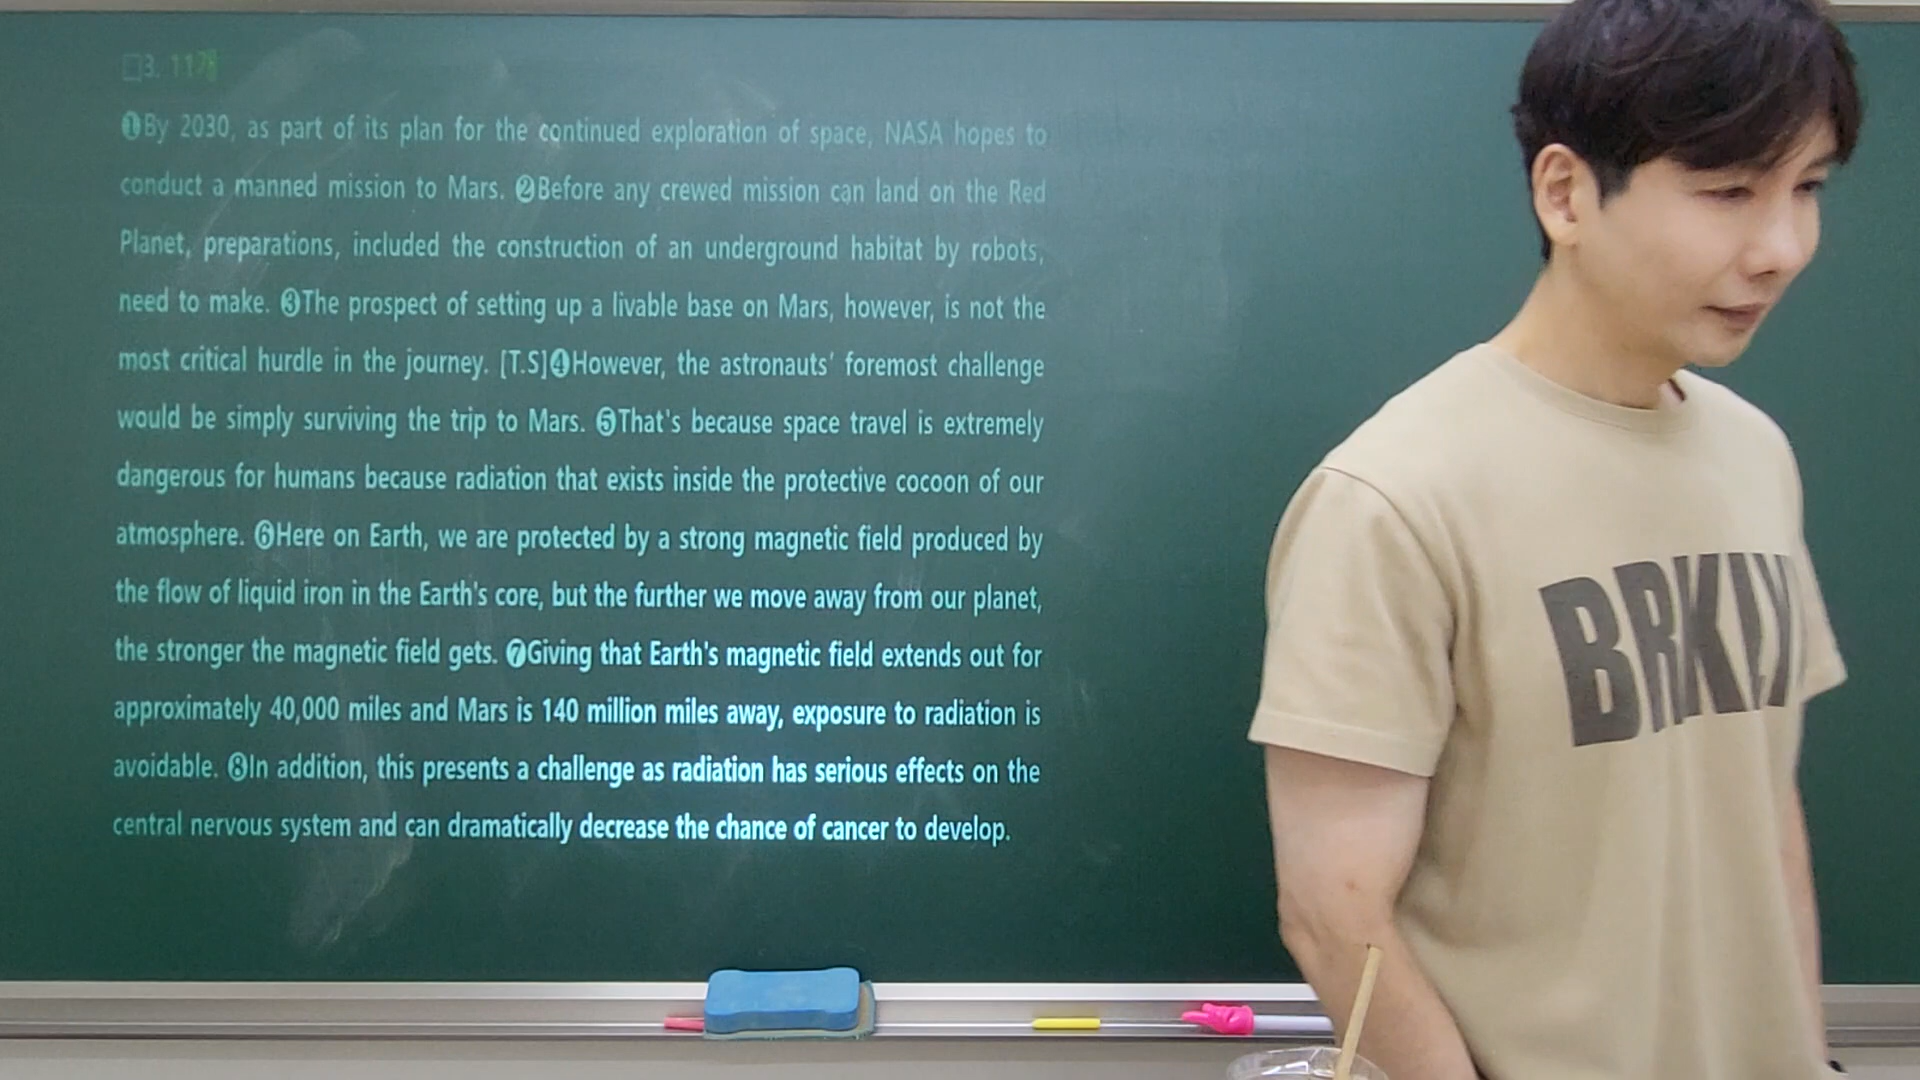 □3. 11개
❶By 2030, as part of its plan for the continued exploration of space, NASA hopes to
conduct a manned mission to Mars. ❷Before any crewed mission can land on the Red
Planet, preparations, included the construction of an underground habitat by robots,
need to make. ❸The prospect of setting up a livable base on Mars, however, is not the
most critical hurdle in the journey. [T.S]❹However, the astronauts' foremost challenge
would be simply surviving the trip to Mars. ❺That's because space travel is extremely
dangerous for humans because radiation that exists inside the protective cocoon of our
atmosphere. ❻Here on Earth, we are protected by a strong magnetic field produced by
the flow of liquid iron in the Earth's core, but the further we move away from our planet,
the stronger the magnetic field gets. ❼Giving that Earth's magnetic field extends out for
approximately 40,000 miles and Mars is 140 million miles away, exposure to radiation is
avoidable. ❽In addition, this presents a challenge as radiation has serious effects on the
central nervous system and can dramatically decrease the chance of cancer to develop.
BRKLY